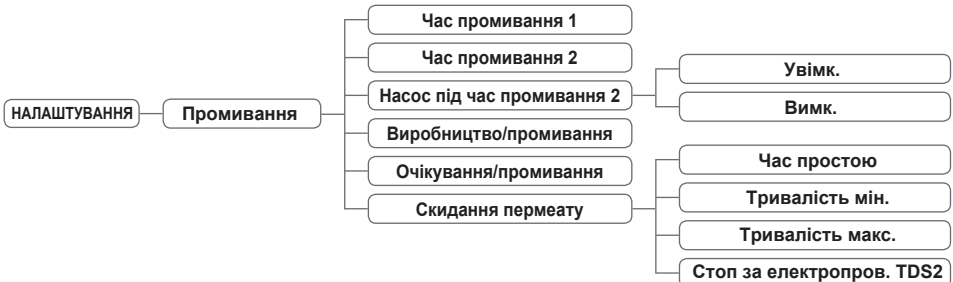 НАЛАШТУВАННЯ
Промивання
Час промивання 1
Час промивання 2
Насос під час промивання 2
Увімк.
Вимк.
Виробництво/промивання
Очікування/промивання
Скидання пермеату
Час простою
Тривалість мін.
Тривалість макс.
Стоп за електропров. TDS2